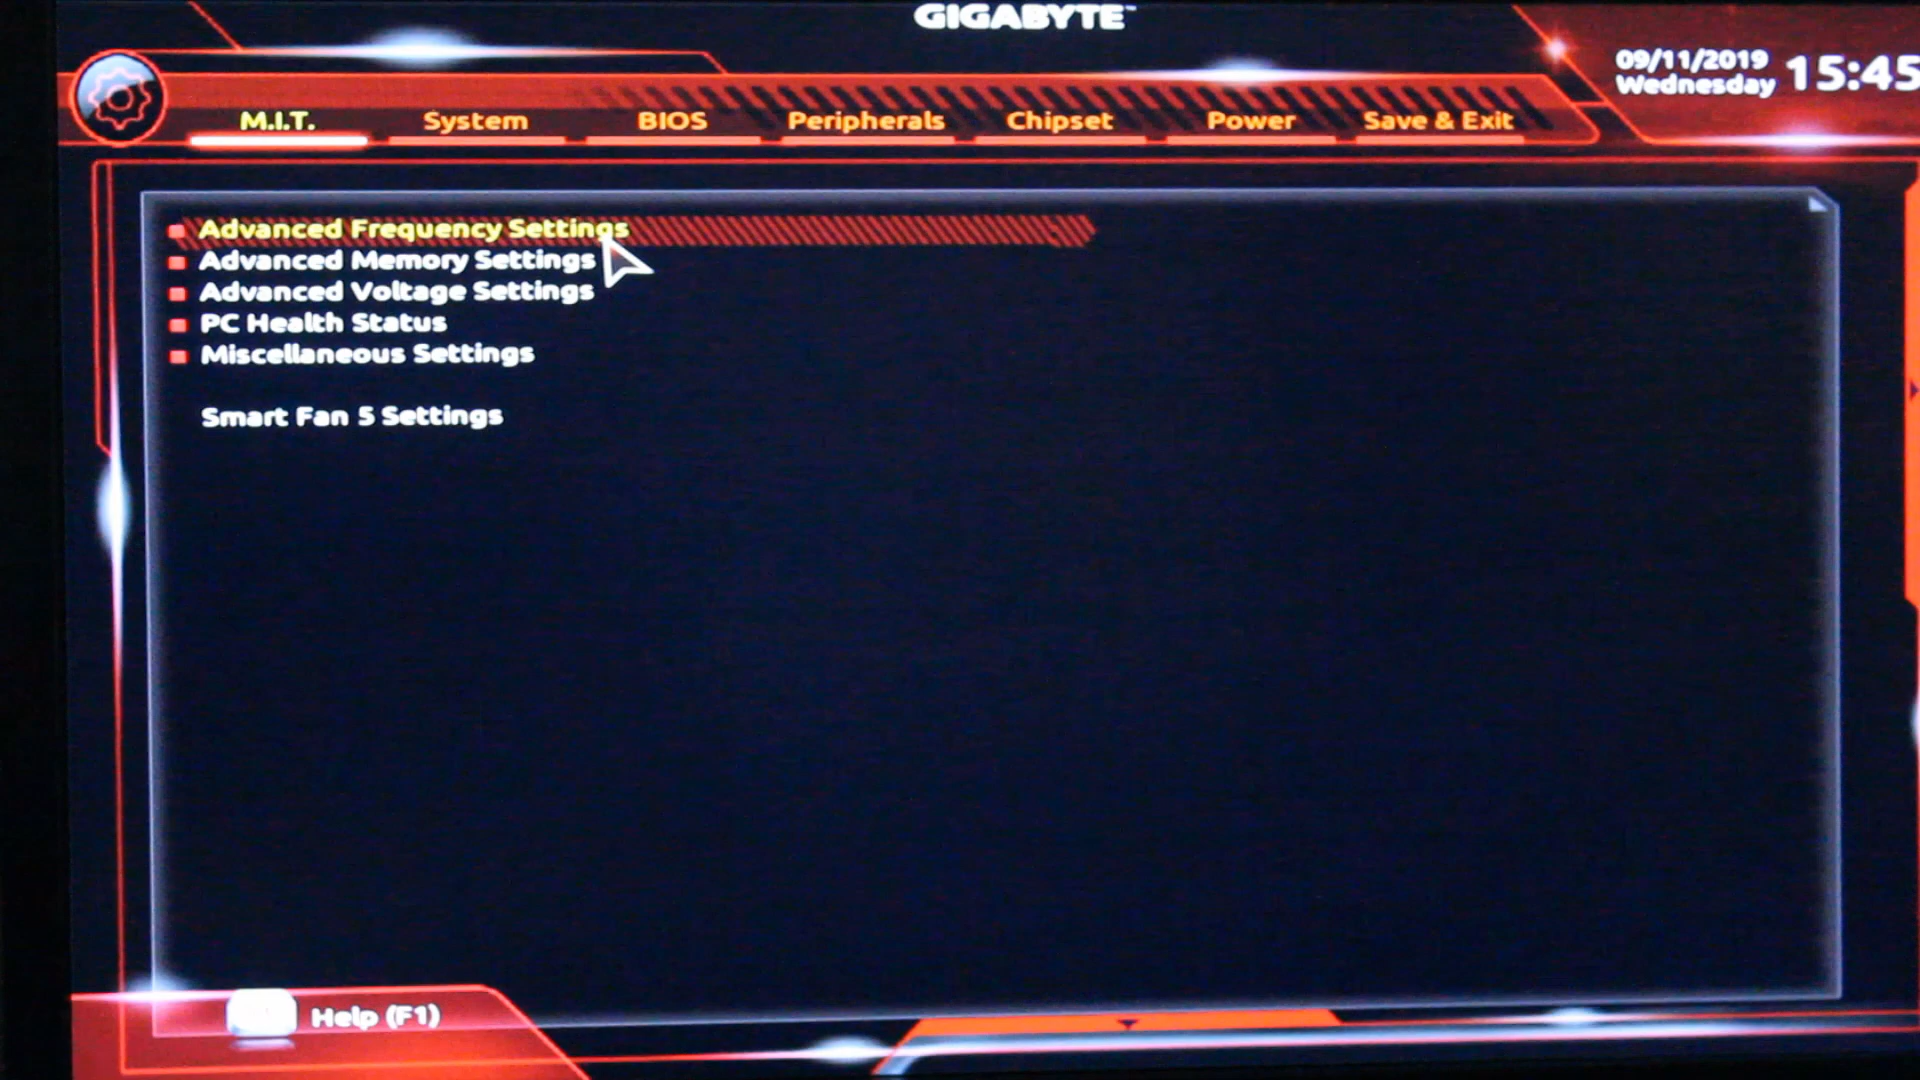 GIGABYTE™
09/11/2019
Wednesday
15:45
M.I.T. System BIOS Peripherals Chipset Power Save & Exit
Advanced Frequency Settings
Advanced Memory Settings
Advanced Voltage Settings
PC Health Status
Miscellaneous Settings
Smart Fan 5 Settings
Help (F1)